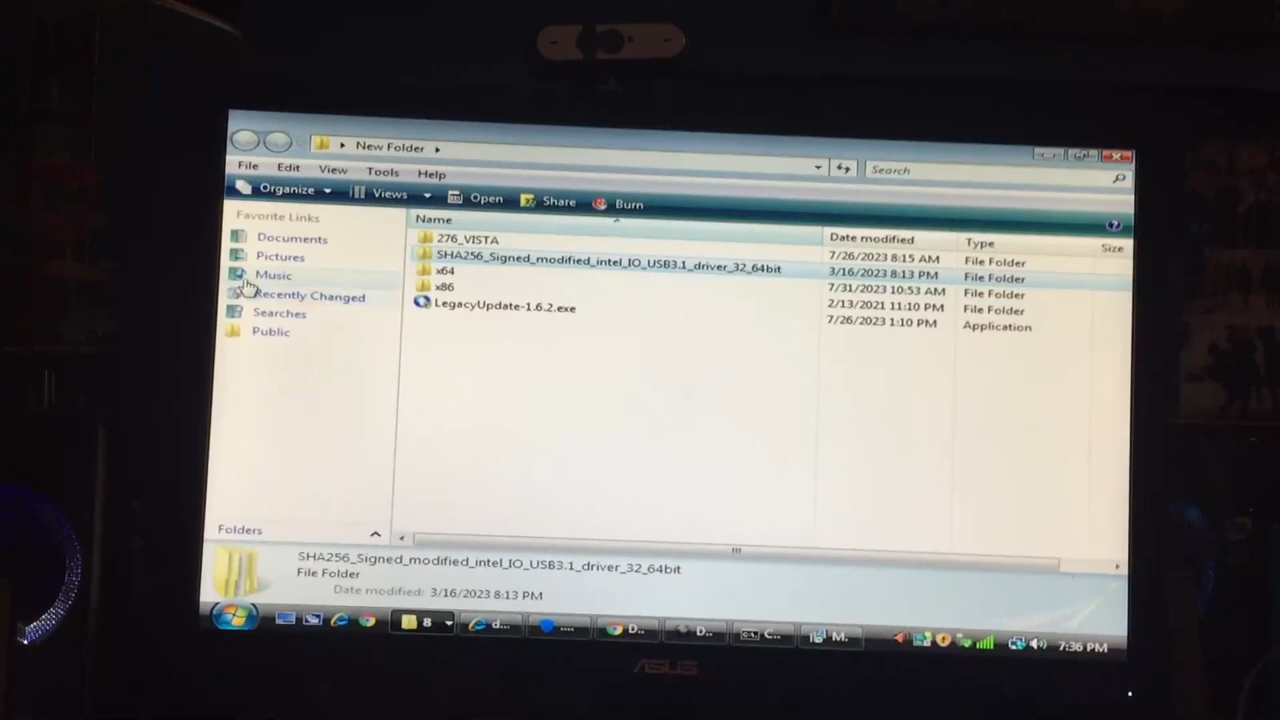 New Folder
Search
File Edit View Tools Help
Organize Views Open Share Burn
Favorite Links
Documents
Pictures
Music
Recently Changed
Searches
Public
Folders
Name Date modified Type Size
276_VISTA 7/26/2023 8:15 AM File Folder
SHA256_Signed_modified_intel_IO_USB3.1_driver_32_64bit 3/16/2023 8:13 PM File Folder
x64 7/31/2023 10:53 AM File Folder
x86 2/13/2021 11:10 PM File Folder
LegacyUpdate-1.6.2.exe 7/26/2023 1:10 PM Application
SHA256_Signed_modified_intel_IO_USB3.1_driver_32_64bit
File Folder
Date modified: 3/16/2023 8:13 PM
8 d... .... D.. D.. C.. M. 7:36 PM
ASUS